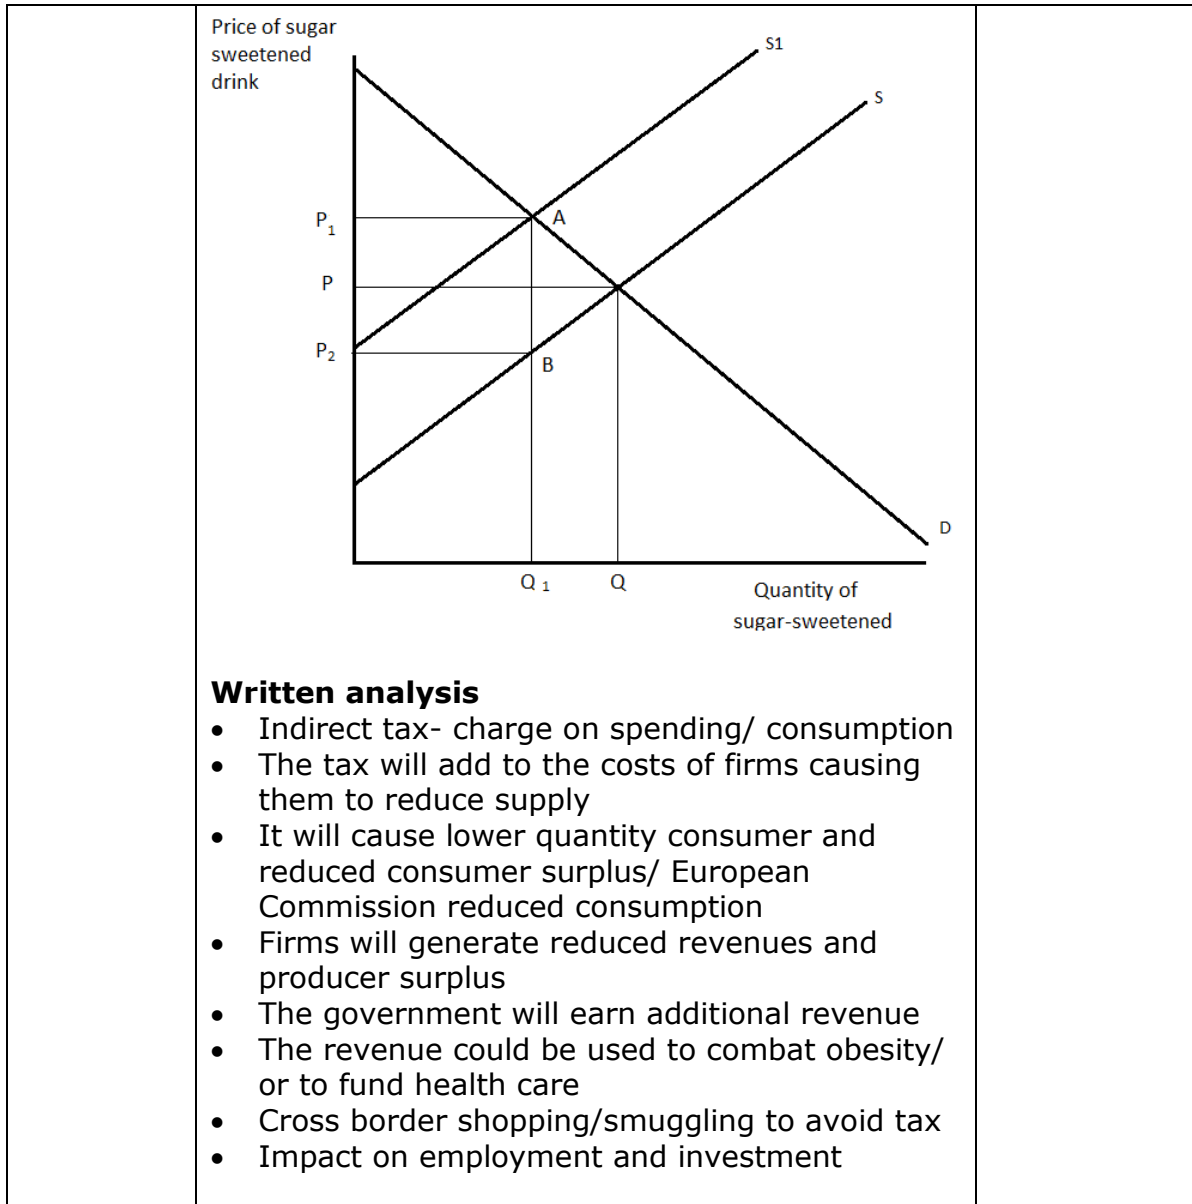 Price of sugar
sweetened
drink
S1
S
P1
A
P
P2
B
D
Q 1
Q
Quantity of
sugar-sweetened
Written analysis
• Indirect tax- charge on spending/ consumption
• The tax will add to the costs of firms causing
them to reduce supply
• It will cause lower quantity consumer and
reduced consumer surplus/ European
Commission reduced consumption
• Firms will generate reduced revenues and
producer surplus
• The government will earn additional revenue
• The revenue could be used to combat obesity/
or to fund health care
• Cross border shopping/smuggling to avoid tax
• Impact on employment and investment